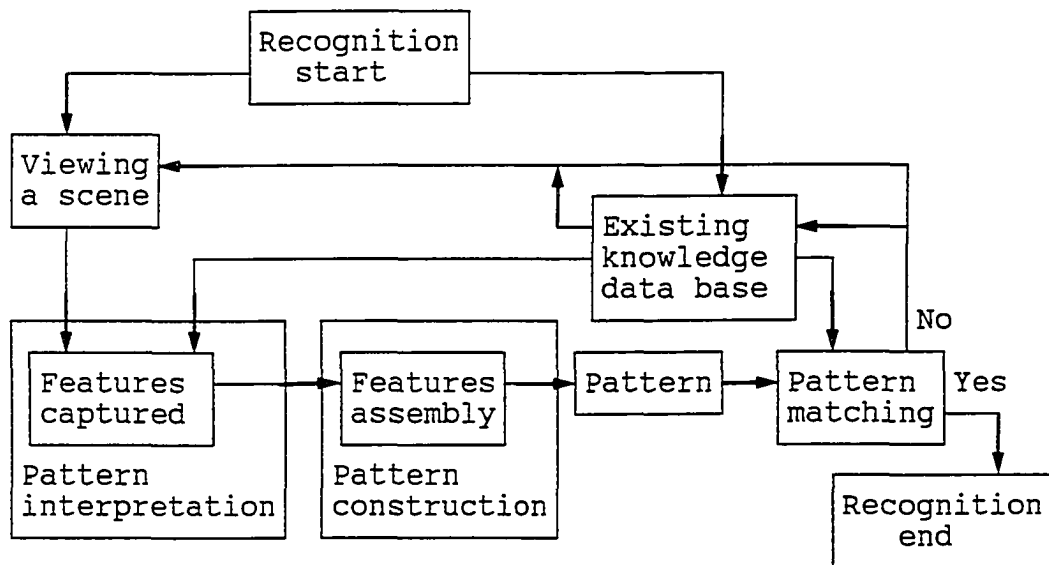 Recognition
start
Viewing
a scene
Existing
knowledge
data base
No
Features
captured
Features
assembly
Pattern
Pattern
matching
Yes
Pattern
interpretation
Pattern
construction
Recognition
end